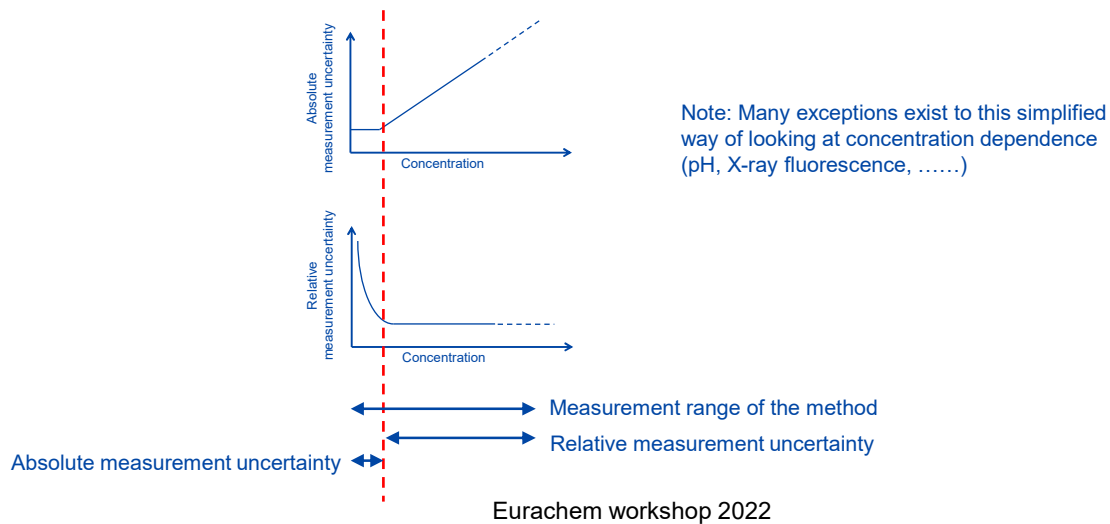 Absolute
measurement uncertainty
Concentration
Note: Many exceptions exist to this simplified
way of looking at concentration dependence
(pH, X-ray fluorescence, ……)
Relative
measurement uncertainty
Concentration
Measurement range of the method
Relative measurement uncertainty
Absolute measurement uncertainty
Eurachem workshop 2022